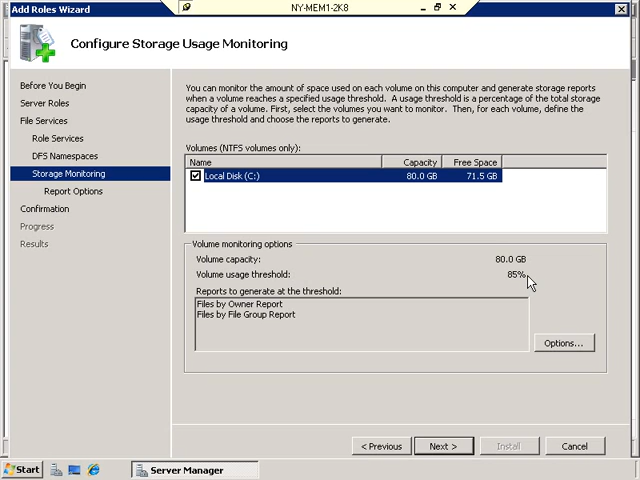 Add Roles Wizard
NY-MEM1-2K8
Configure Storage Usage Monitoring
Before You Begin
Server Roles
File Services
Role Services
DFS Namespaces
Storage Monitoring
Report Options
Confirmation
Progress
Results
You can monitor the amount of space used on each volume on this computer and generate storage reports
when a volume reaches a specified usage threshold. A usage threshold is a percentage of the total storage
capacity of a volume. First, select the volumes you want to monitor. Then, for each volume, define the
usage threshold and choose the reports to generate.
Volumes (NTFS volumes only):
Name Capacity Free Space
Local Disk (C:) 80.0 GB 71.5 GB
Volume monitoring options
Volume capacity: 80.0 GB
Volume usage threshold: 85%
Reports to generate at the threshold:
Files by Owner Report
Files by File Group Report
Options...
< Previous Next > Install Cancel
Start Server Manager